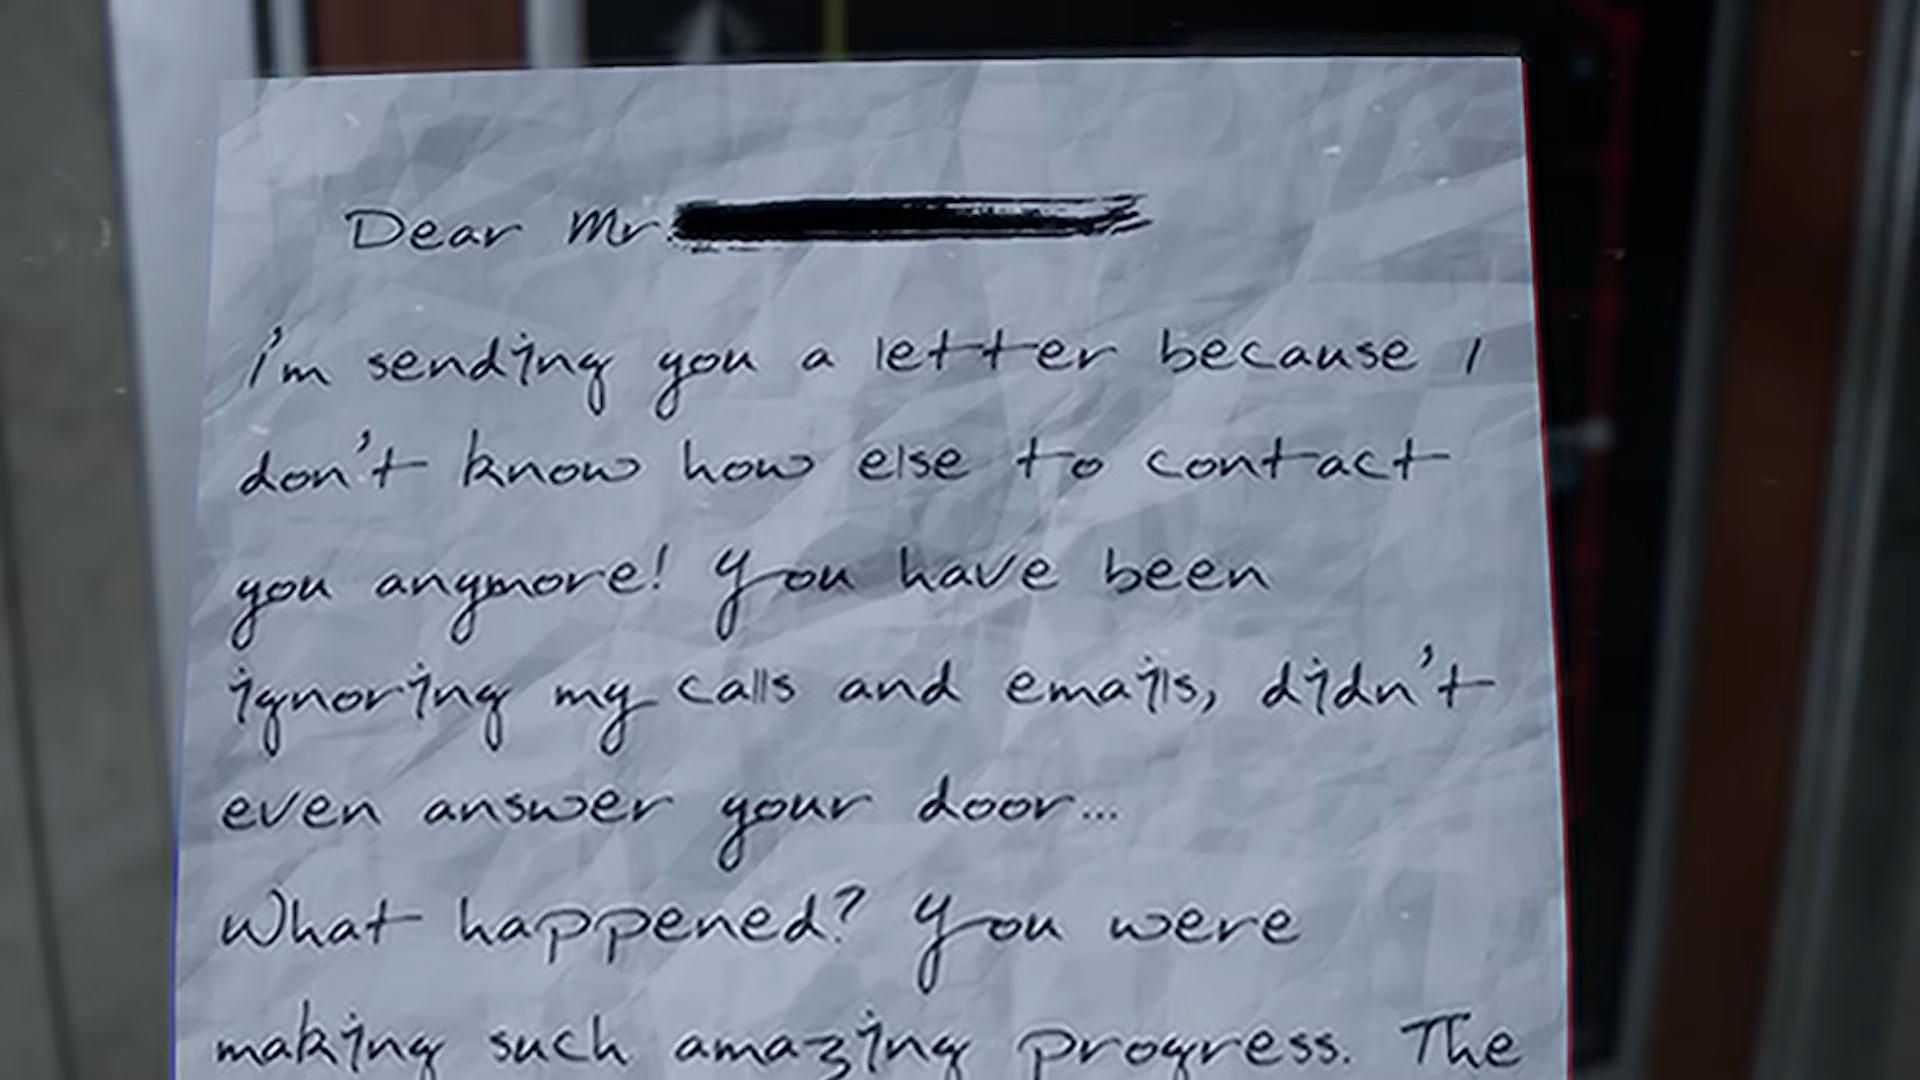 Dear Mr.
I'm sending you a letter because I
don't know how else to contact
you anymore! You have been
ignoring my calls and emails, didn't
even answer your door...
What happened? You were
making such amazing progress. The